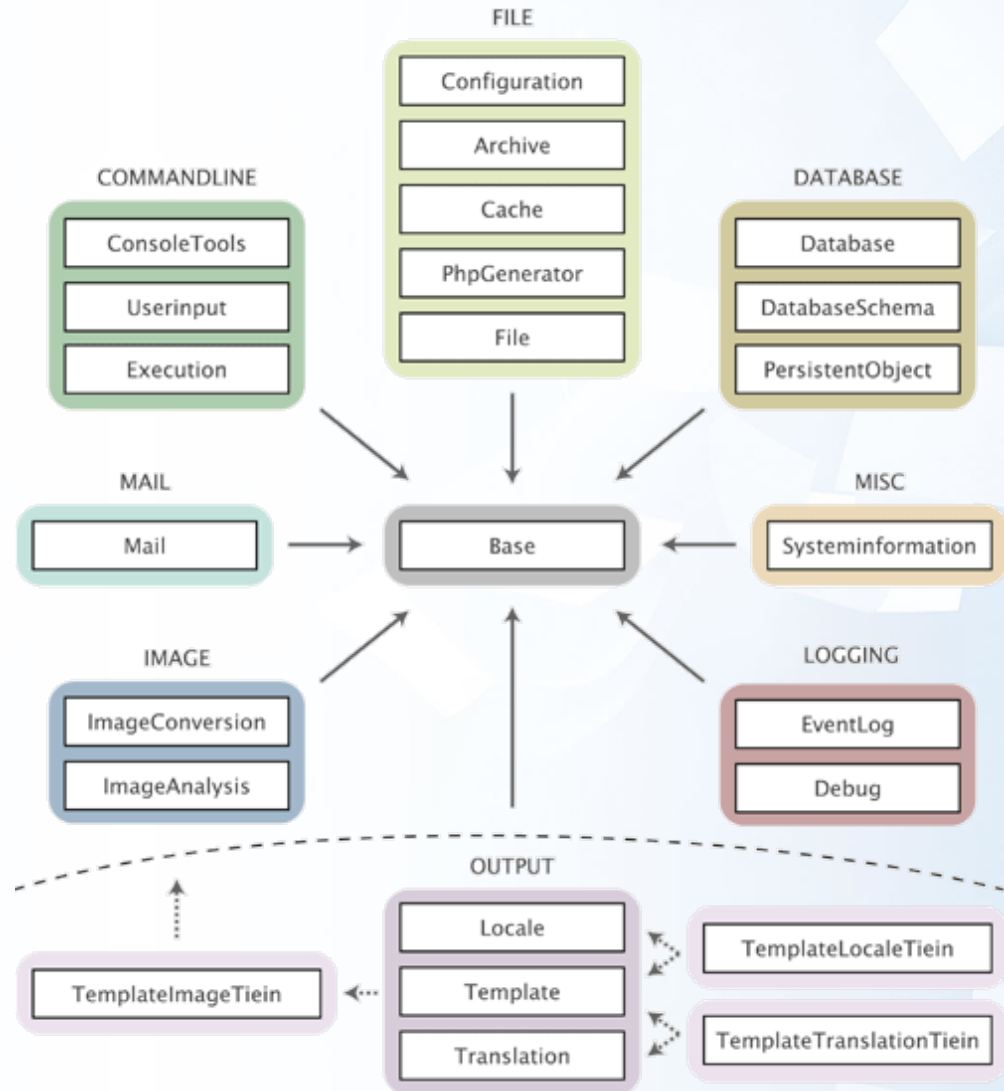 FILE
Configuration
Archive
Cache
PhpGenerator
File
COMMANDLINE
ConsoleTools
Userinput
Execution
DATABASE
Database
DatabaseSchema
PersistentObject
MAIL
Mail
Base
MISC
Systeminformation
IMAGE
ImageConversion
ImageAnalysis
LOGGING
EventLog
Debug
OUTPUT
Locale
Template
Translation
TemplateImageTiein
TemplateLocaleTiein
TemplateTranslationTiein